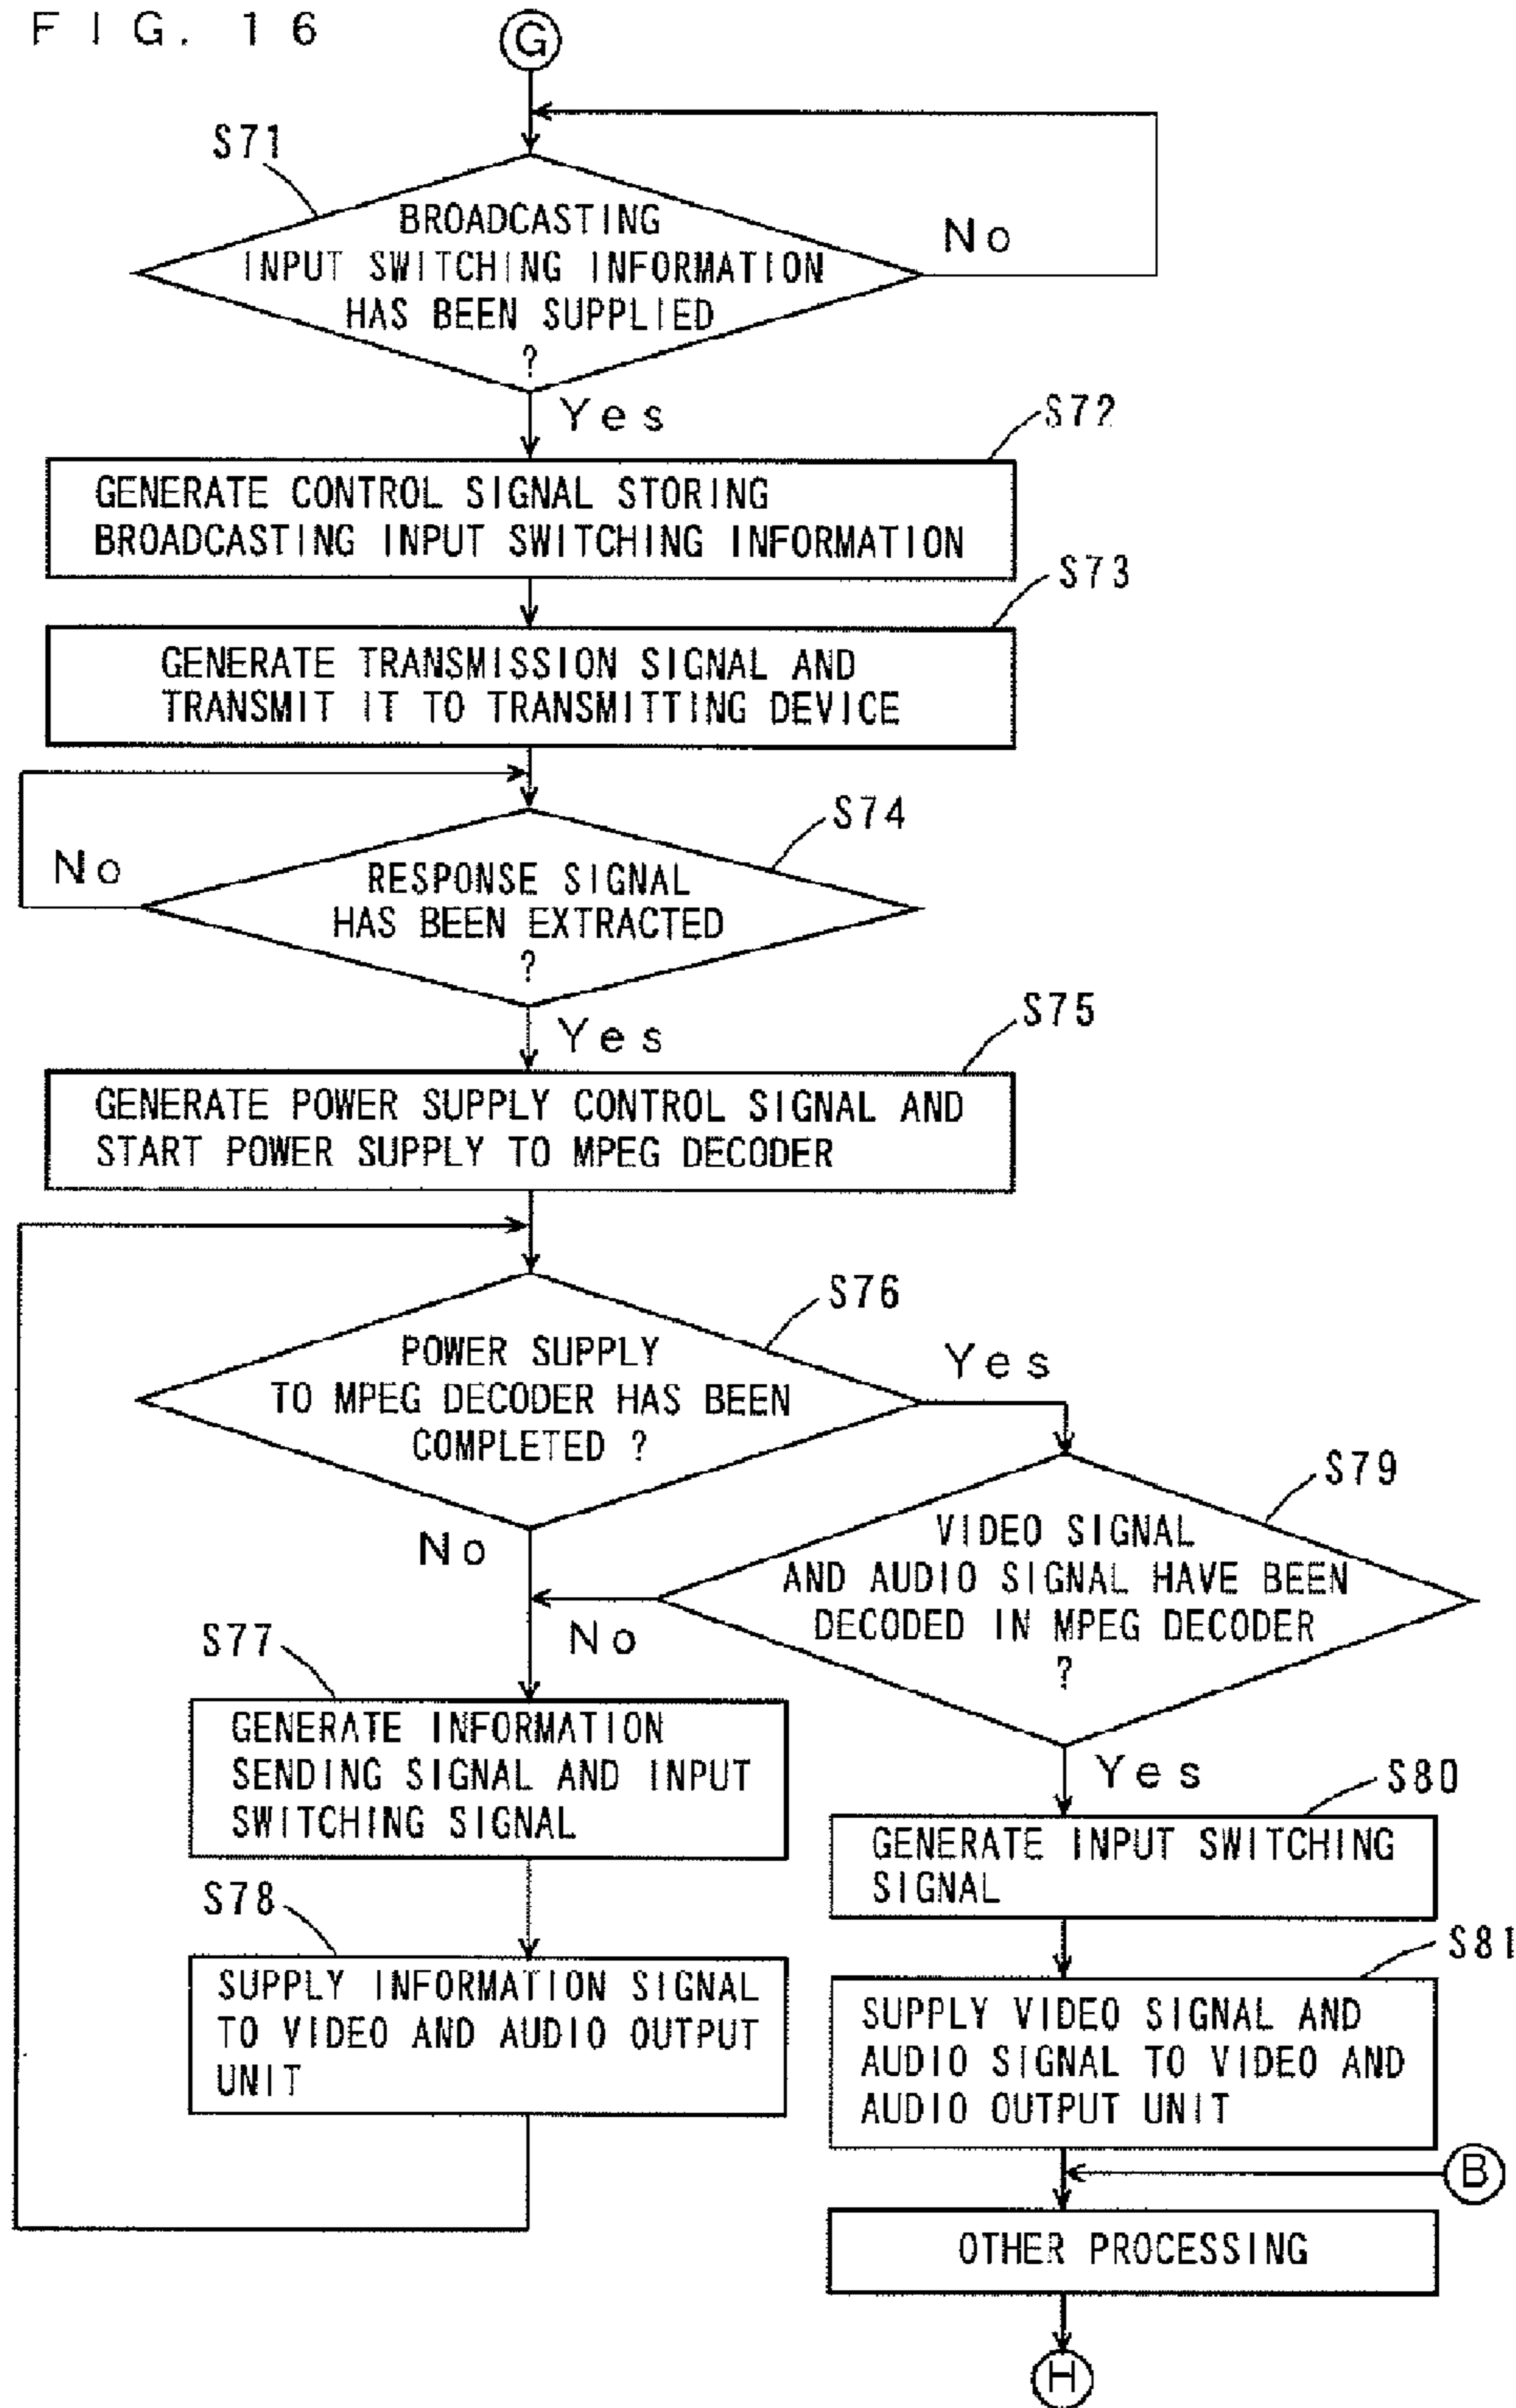 FIG. 16
G
S71
BROADCASTING
INPUT SWITCHING INFORMATION
HAS BEEN SUPPLIED
?
No
Yes
S72
GENERATE CONTROL SIGNAL STORING
BROADCASTING INPUT SWITCHING INFORMATION
S73
GENERATE TRANSMISSION SIGNAL AND
TRANSMIT IT TO TRANSMITTING DEVICE
S74
No
RESPONSE SIGNAL
HAS BEEN EXTRACTED
?
Yes
S75
GENERATE POWER SUPPLY CONTROL SIGNAL AND
START POWER SUPPLY TO MPEG DECODER
S76
POWER SUPPLY
TO MPEG DECODER HAS BEEN
COMPLETED ?
Yes
No
S79
VIDEO SIGNAL
AND AUDIO SIGNAL HAVE BEEN
DECODED IN MPEG DECODER
?
No
Yes
S77
GENERATE INFORMATION
SENDING SIGNAL AND INPUT
SWITCHING SIGNAL
S78
SUPPLY INFORMATION SIGNAL
TO VIDEO AND AUDIO OUTPUT
UNIT
S80
GENERATE INPUT SWITCHING
SIGNAL
S81
SUPPLY VIDEO SIGNAL AND
AUDIO SIGNAL TO VIDEO AND
AUDIO OUTPUT UNIT
B
OTHER PROCESSING
H